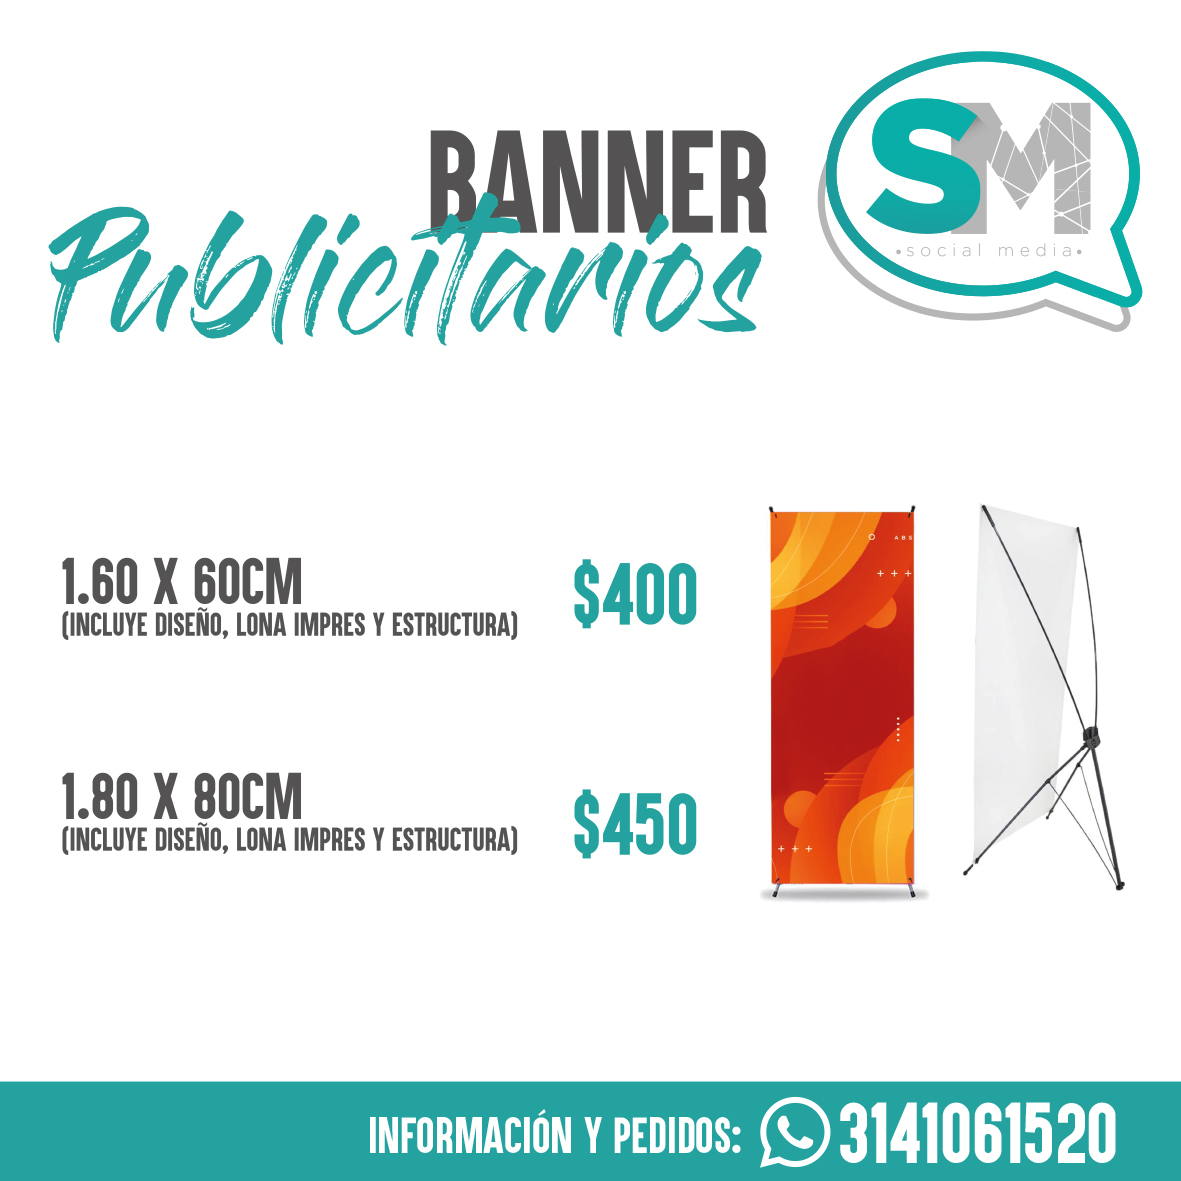 BANNER
Publicitarios
SM
•social media•
1.60 X 60CM
(INCLUYE DISEÑO, LONA IMPRES Y ESTRUCTURA)
$400
ABS
+ + +
1.80 X 80CM
(INCLUYE DISEÑO, LONA IMPRES Y ESTRUCTURA)
$450
+ + +
INFORMACIÓN Y PEDIDOS: 3141061520